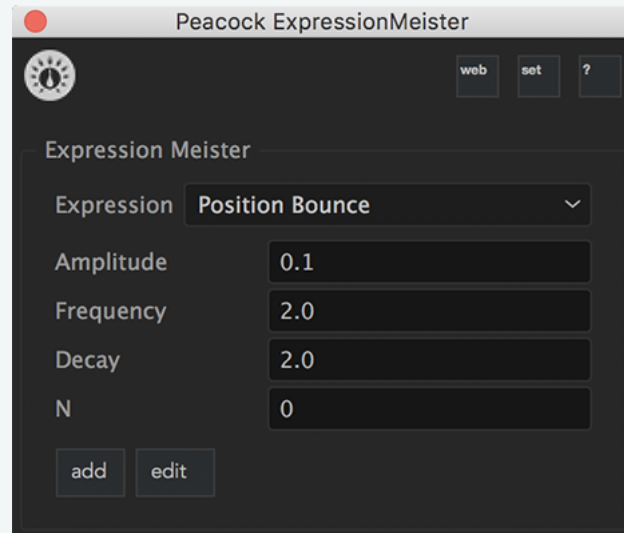 Peacock ExpressionMeister
web set ?
Expression Meister
Expression Position Bounce
Amplitude 0.1
Frequency 2.0
Decay 2.0
N 0
add edit